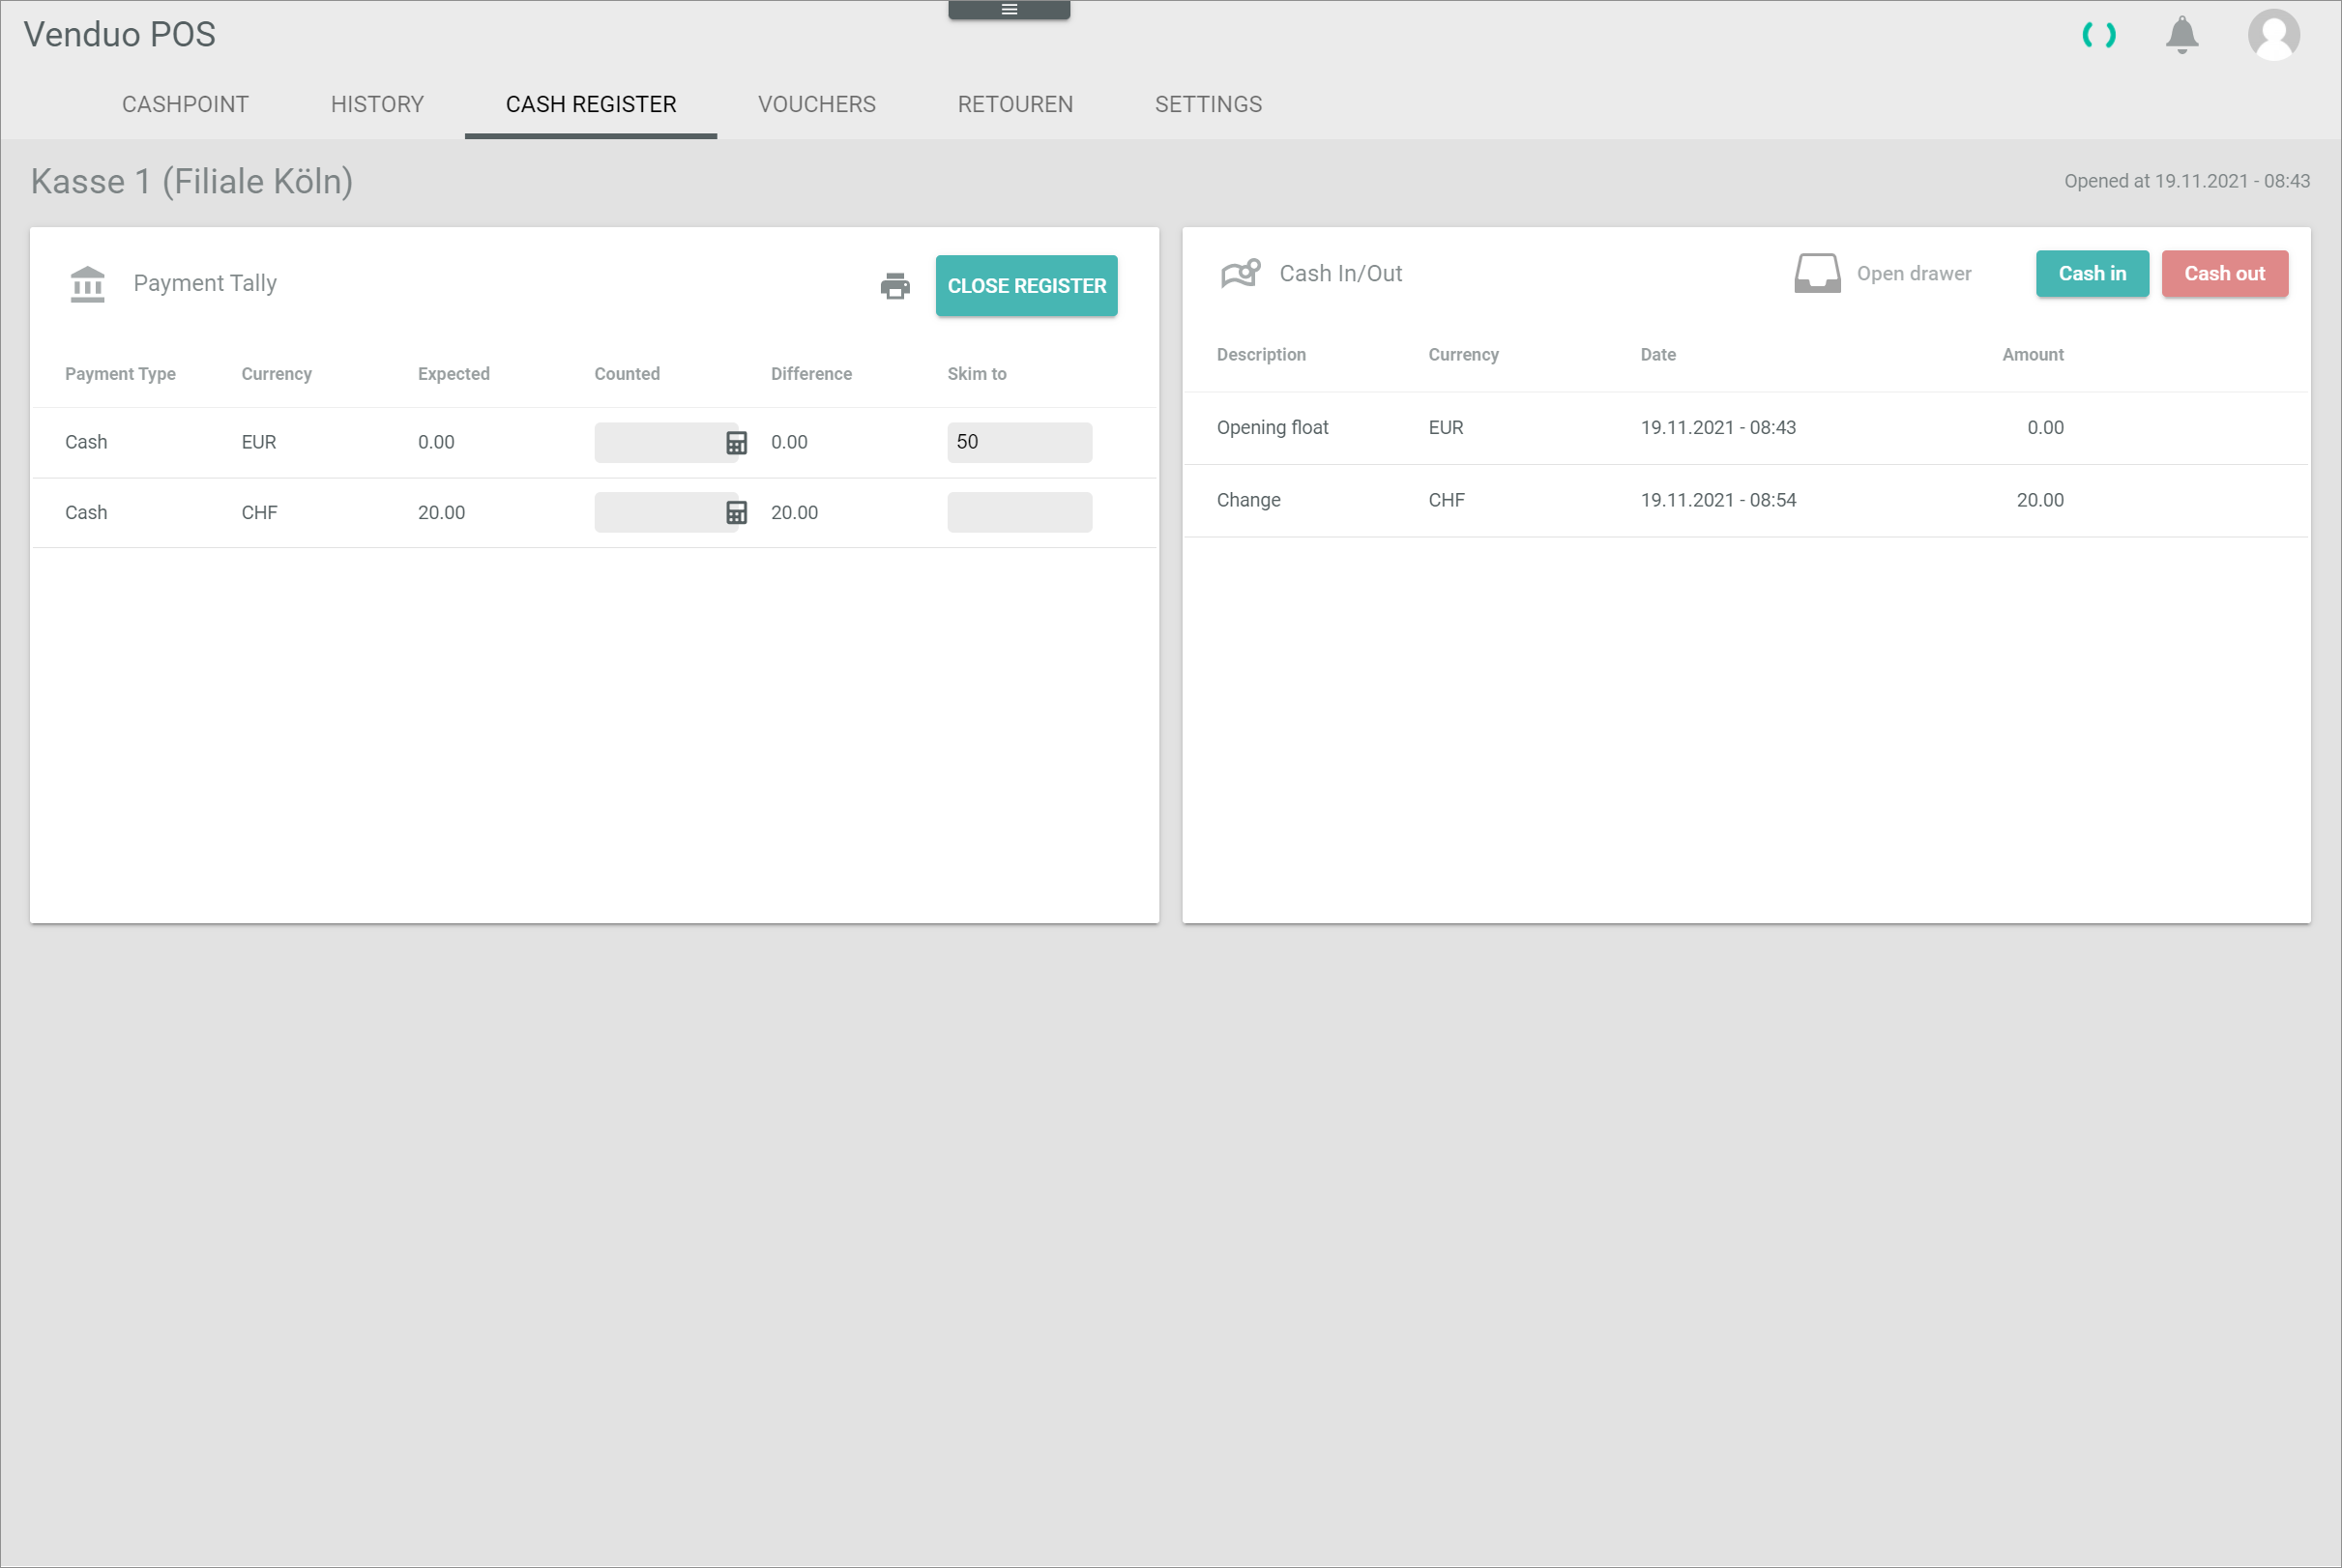 Venduo POS
CASHPOINT HISTORY CASH REGISTER VOUCHERS RETOUREN SETTINGS
Kasse 1 (Filiale Köln)
Opened at 19.11.2021 - 08:43
Payment Tally
CLOSE REGISTER
Payment Type Currency Expected Counted Difference Skim to
Cash EUR 0.00 0.00 50
Cash CHF 20.00 20.00
Cash In/Out
Open drawer
Cash in
Cash out
Description Currency Date Amount
Opening float EUR 19.11.2021 - 08:43 0.00
Change CHF 19.11.2021 - 08:54 20.00